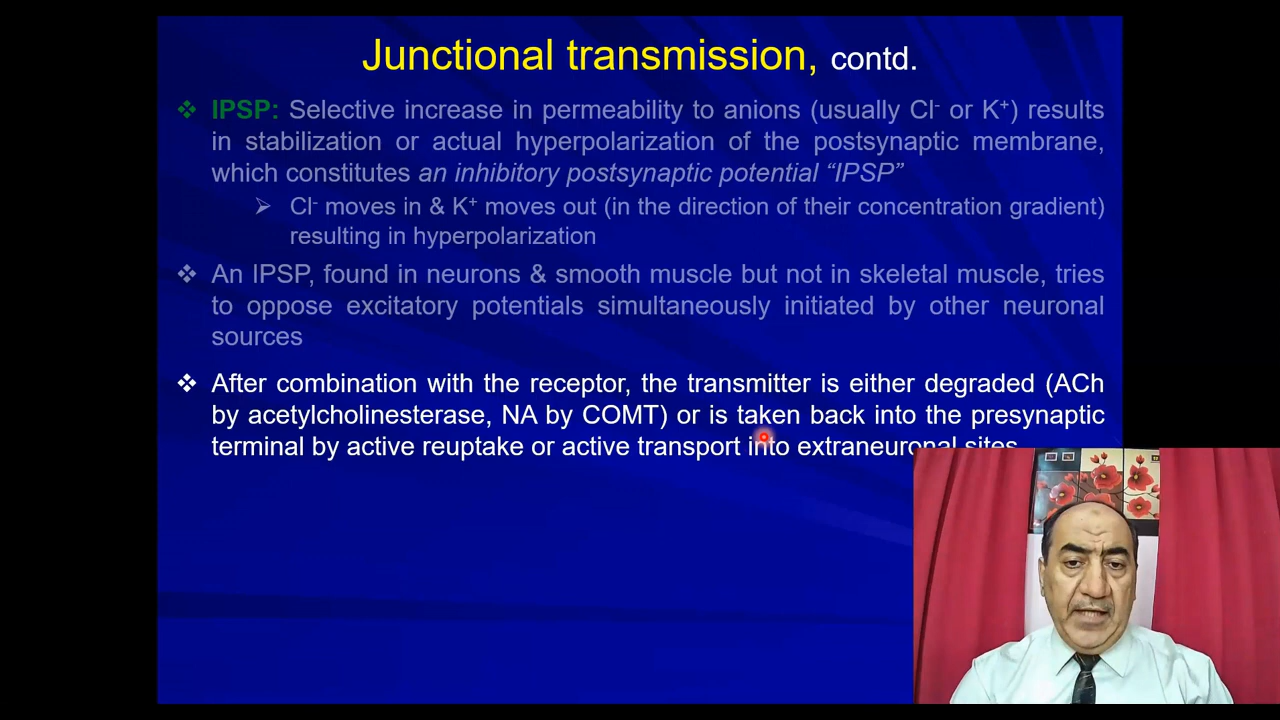 Junctional transmission, contd.
❖ IPSP: Selective increase in permeability to anions (usually Cl⁻ or K⁺) results
in stabilization or actual hyperpolarization of the postsynaptic membrane,
which constitutes an inhibitory postsynaptic potential “IPSP”
➢ Cl⁻ moves in & K⁺ moves out (in the direction of their concentration gradient)
resulting in hyperpolarization
❖ An IPSP, found in neurons & smooth muscle but not in skeletal muscle, tries
to oppose excitatory potentials simultaneously initiated by other neuronal
sources
❖ After combination with the receptor, the transmitter is either degraded (ACh
by acetylcholinesterase, NA by COMT) or is taken back into the presynaptic
terminal by active reuptake or active transport into extraneuronal sites